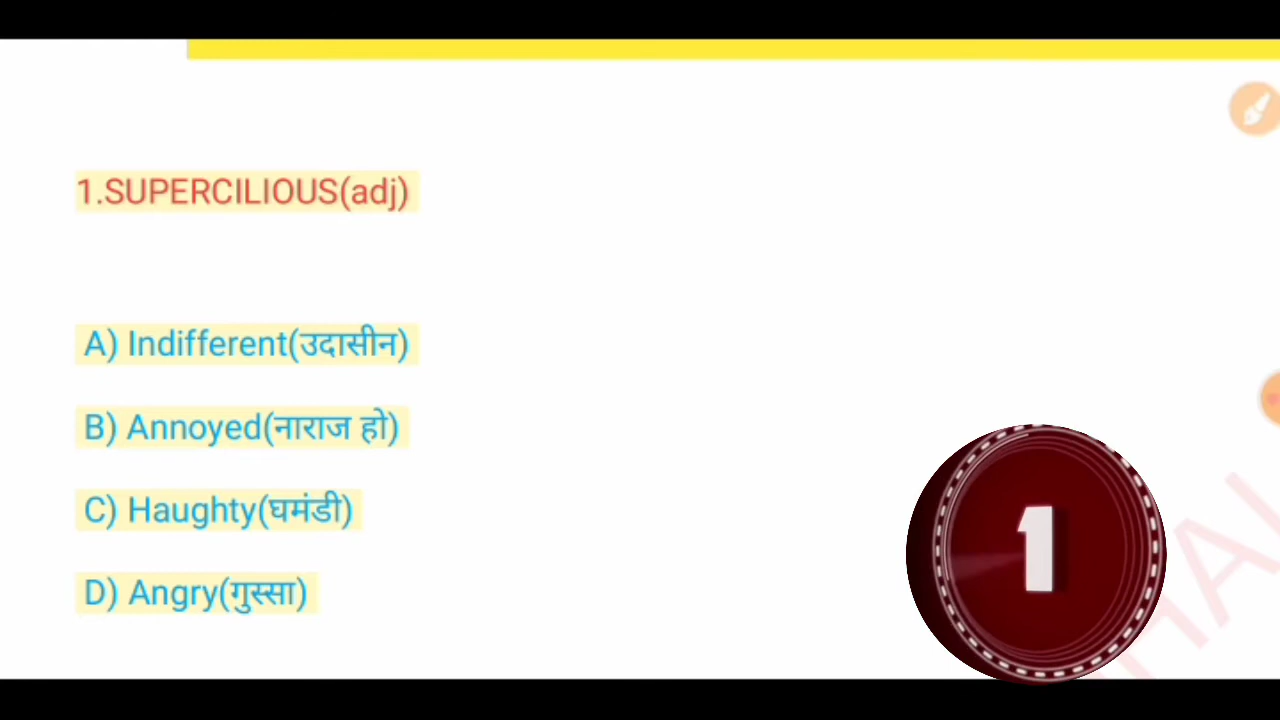 1.SUPERCILIOUS(adj)
A) Indifferent(उदासीन)
B) Annoyed(नाराज हो)
C) Haughty(घमंडी)
D) Angry(गुस्सा)
1